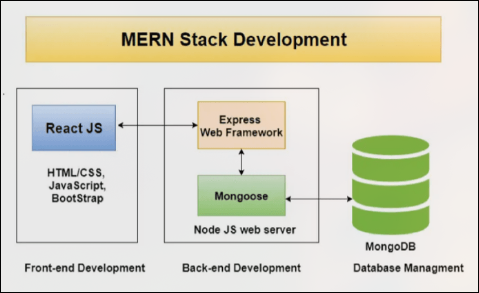 MERN Stack Development
React JS
HTML/CSS,
JavaScript,
BootStrap
Express
Web Framework
Mongoose
Node JS web server
MongoDB
Front-end Development
Back-end Development
Database Managment